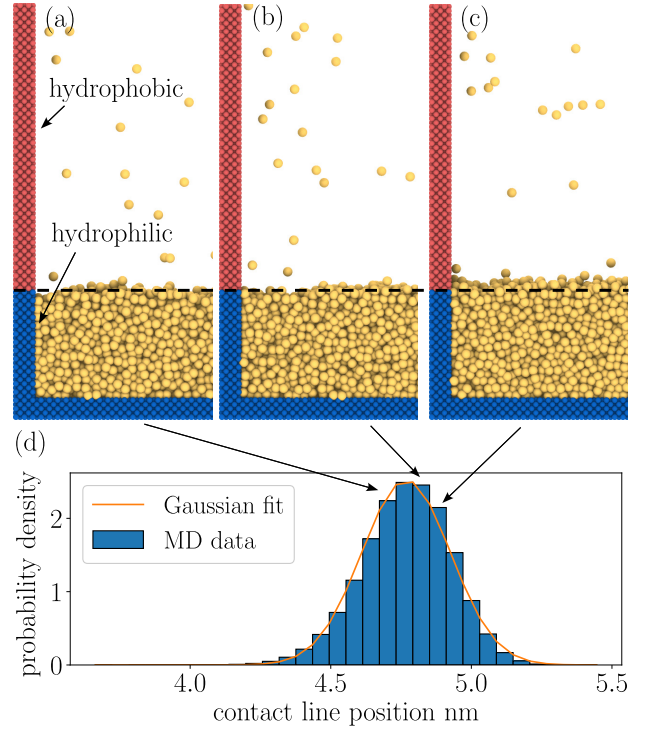 (a)
(b)
(c)
hydrophobic
hydrophilic
(d)
Gaussian fit
MD data
probability density
2
1
0
4.0
4.5
5.0
5.5
contact line position nm